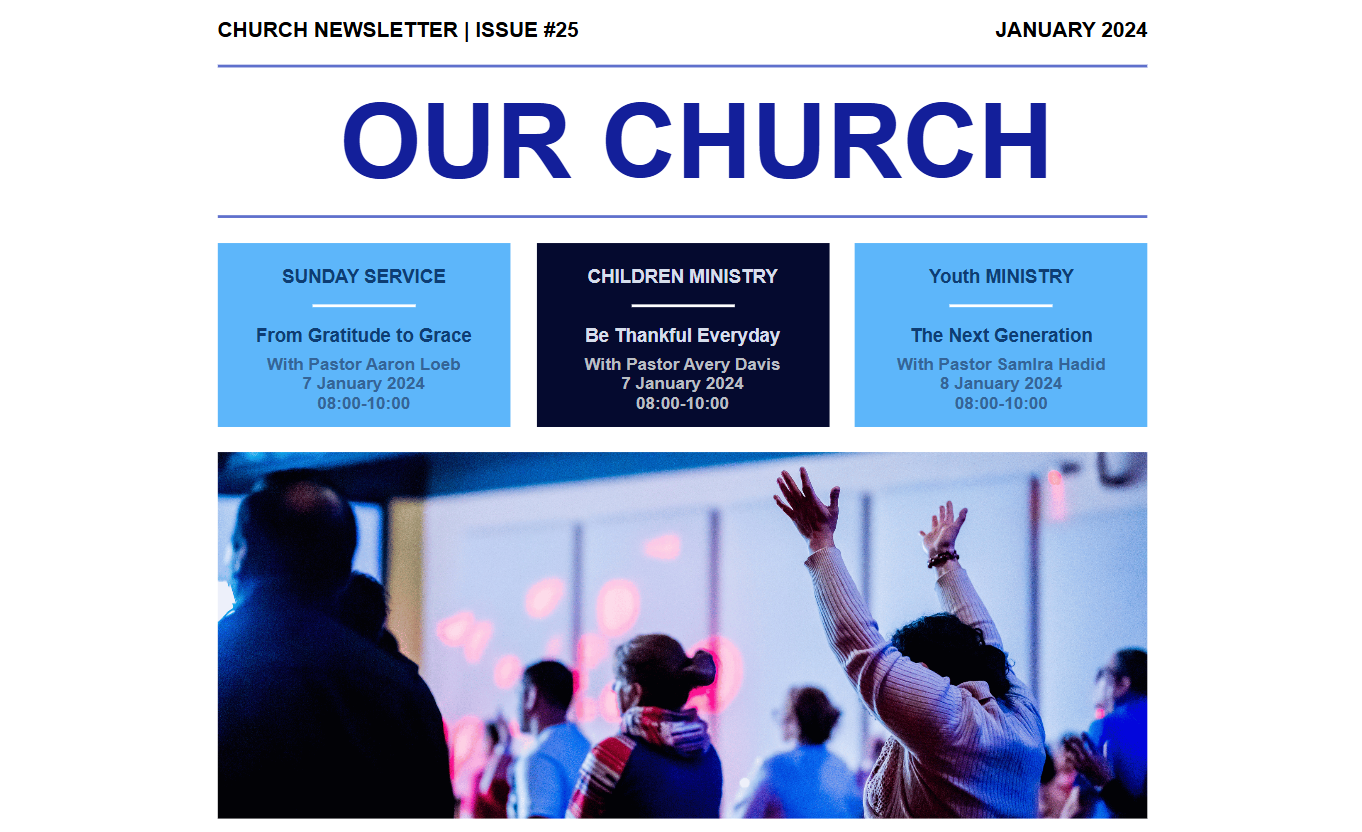 CHURCH NEWSLETTER | ISSUE #25
JANUARY 2024
OUR CHURCH
SUNDAY SERVICE
From Gratitude to Grace
With Pastor Aaron Loeb
7 January 2024
08:00-10:00
CHILDREN MINISTRY
Be Thankful Everyday
With Pastor Avery Davis
7 January 2024
08:00-10:00
Youth MINISTRY
The Next Generation
With Pastor SamIra Hadid
8 January 2024
08:00-10:00